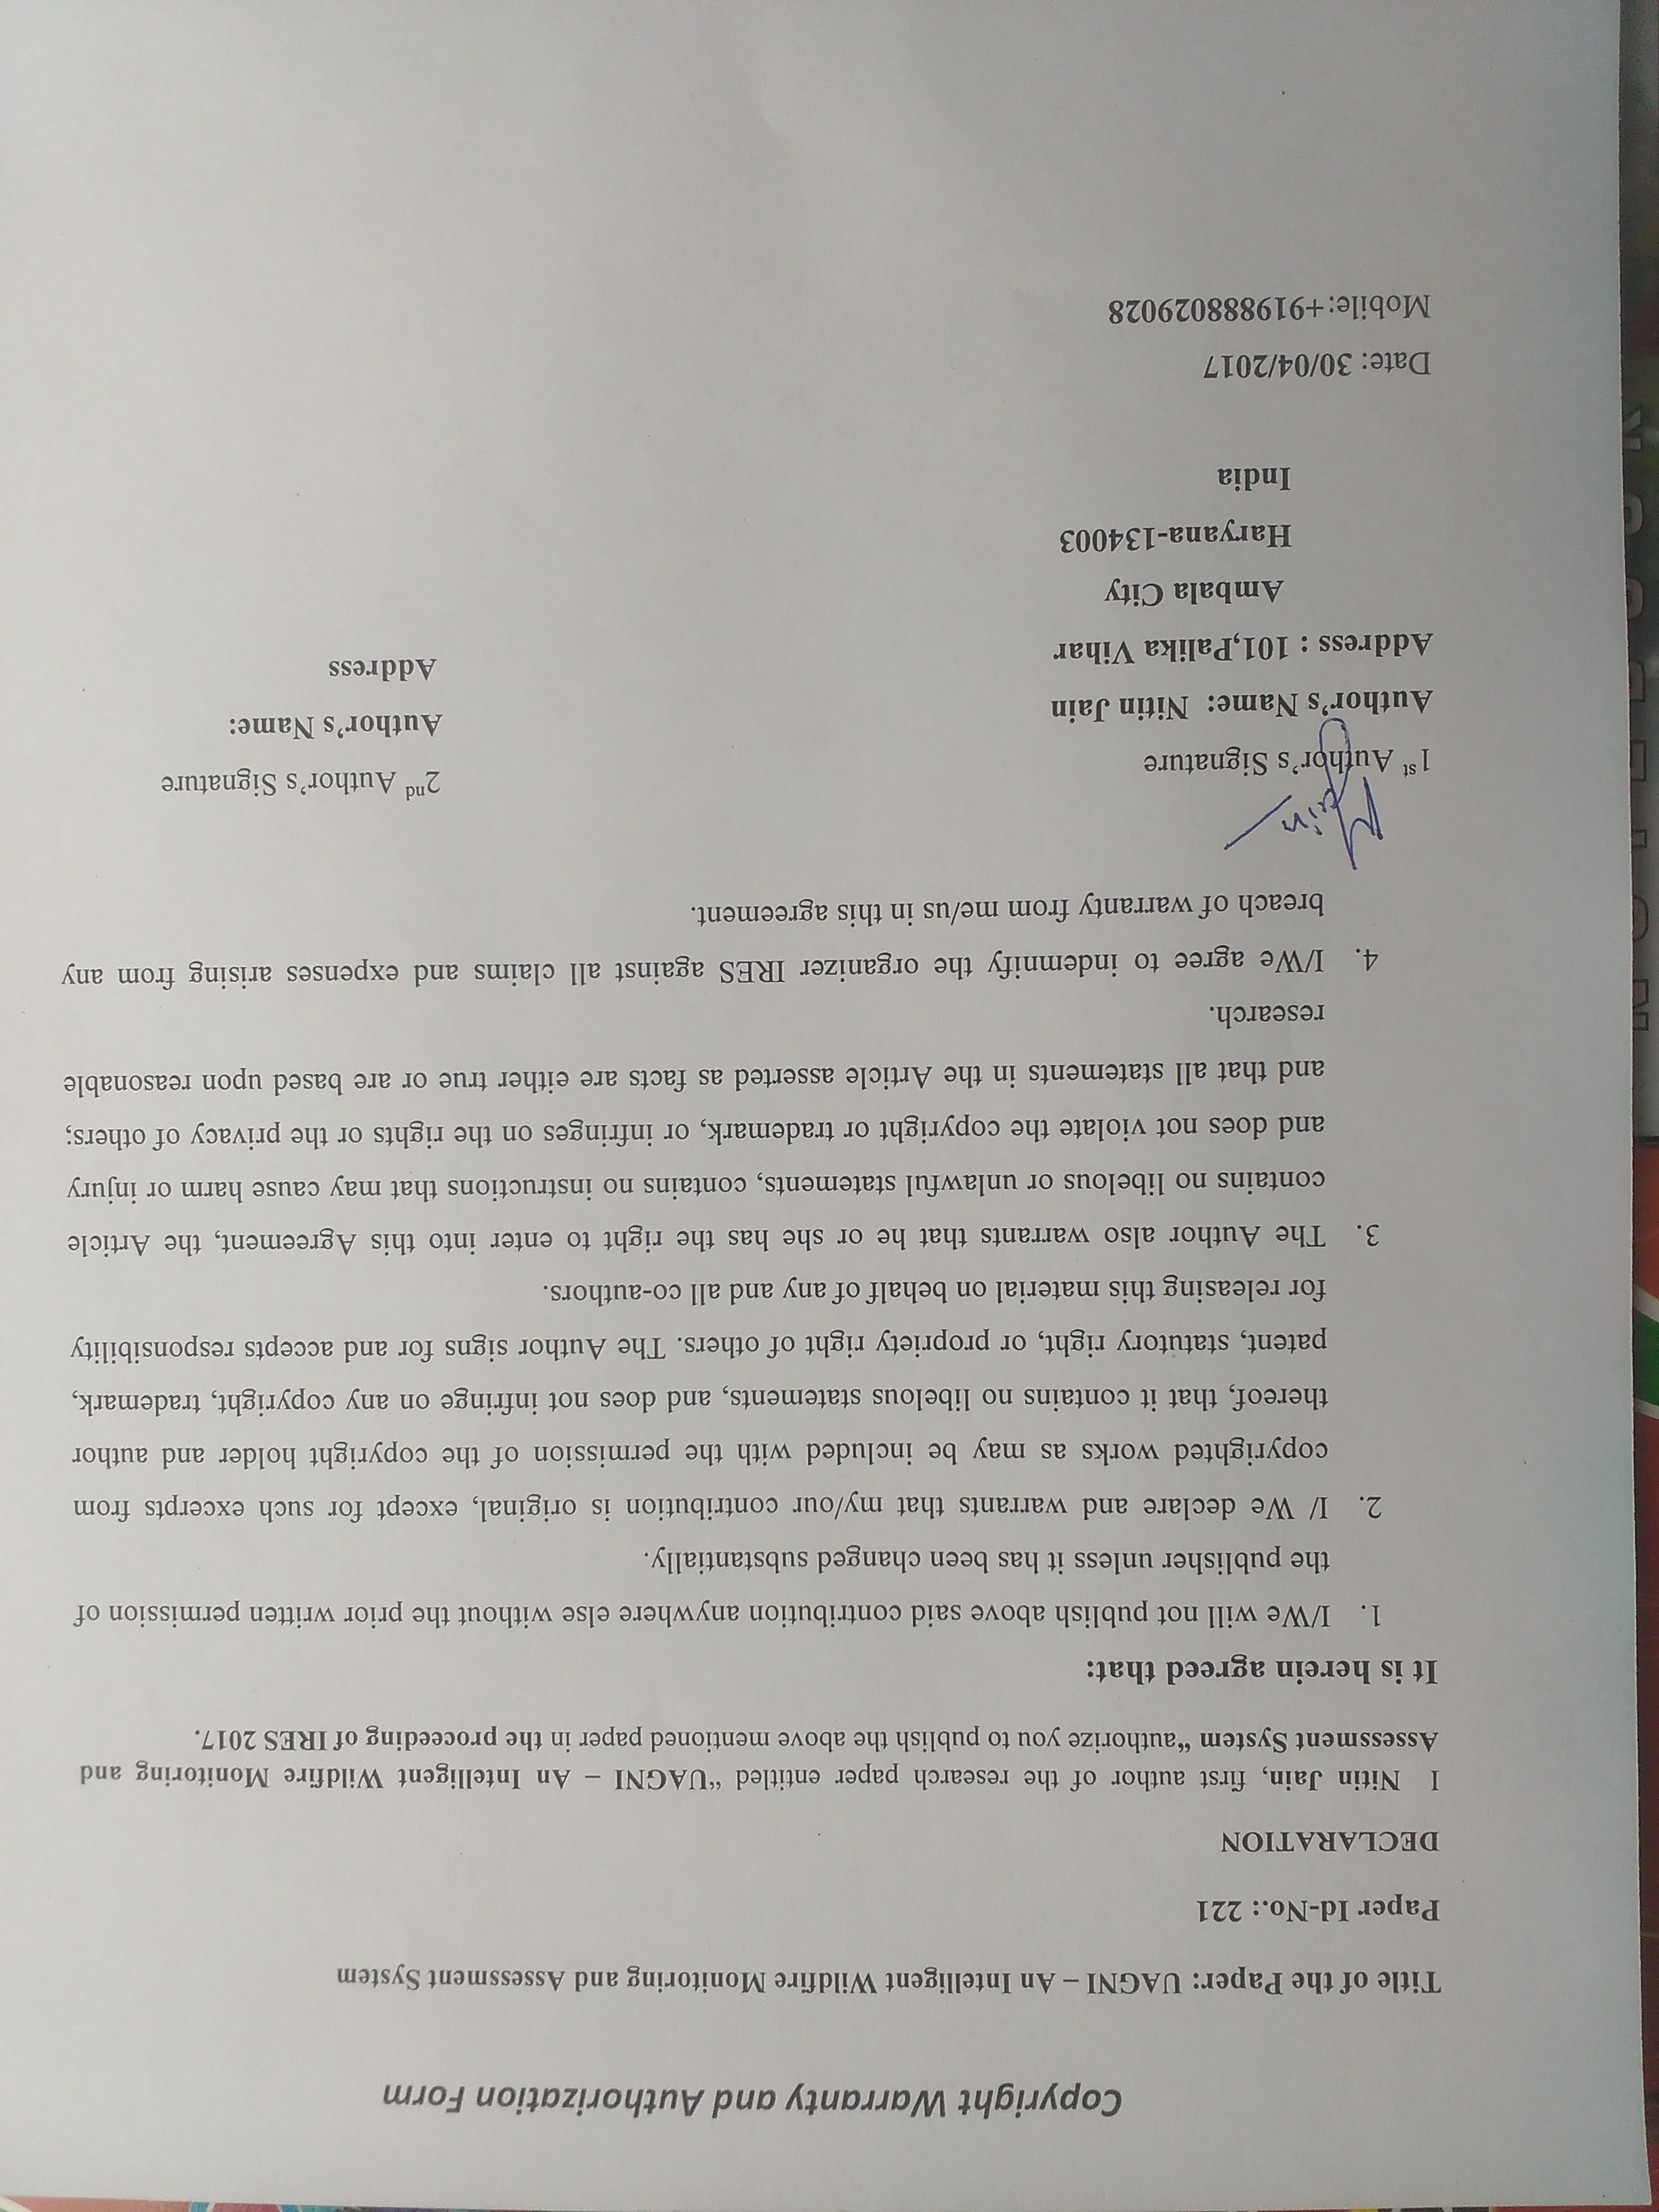 Copyright Warranty and Authorization Form
Title of the Paper: UAGNI – An Intelligent Wildfire Monitoring and Assessment System
Paper Id-No.: 221
DECLARATION
I Nitin Jain, first author of the research paper entitled “UAGNI – An Intelligent Wildfire Monitoring and
Assessment System “authorize you to publish the above mentioned paper in the proceeding of IRES 2017.
It is herein agreed that:
1. I/We will not publish above said contribution anywhere else without the prior written permission of
the publisher unless it has been changed substantially.
2. I/ We declare and warrants that my/our contribution is original, except for such excerpts from
copyrighted works as may be included with the permission of the copyright holder and author
thereof, that it contains no libelous statements, and does not infringe on any copyright, trademark,
patent, statutory right, or propriety right of others. The Author signs for and accepts responsibility
for releasing this material on behalf of any and all co-authors.
3. The Author also warrants that he or she has the right to enter into this Agreement, the Article
contains no libelous or unlawful statements, contains no instructions that may cause harm or injury
and does not violate the copyright or trademark, or infringes on the rights or the privacy of others;
and that all statements in the Article asserted as facts are either true or are based upon reasonable
research.
4. I/We agree to indemnify the organizer IRES against all claims and expenses arising from any
breach of warranty from me/us in this agreement.
NJain
1st Author’s Signature
Author’s Name: Nitin Jain
Address : 101,Palika Vihar
Ambala City
Haryana-134003
India
2nd Author’s Signature
Author’s Name:
Address
Date: 30/04/2017
Mobile:+919888029028